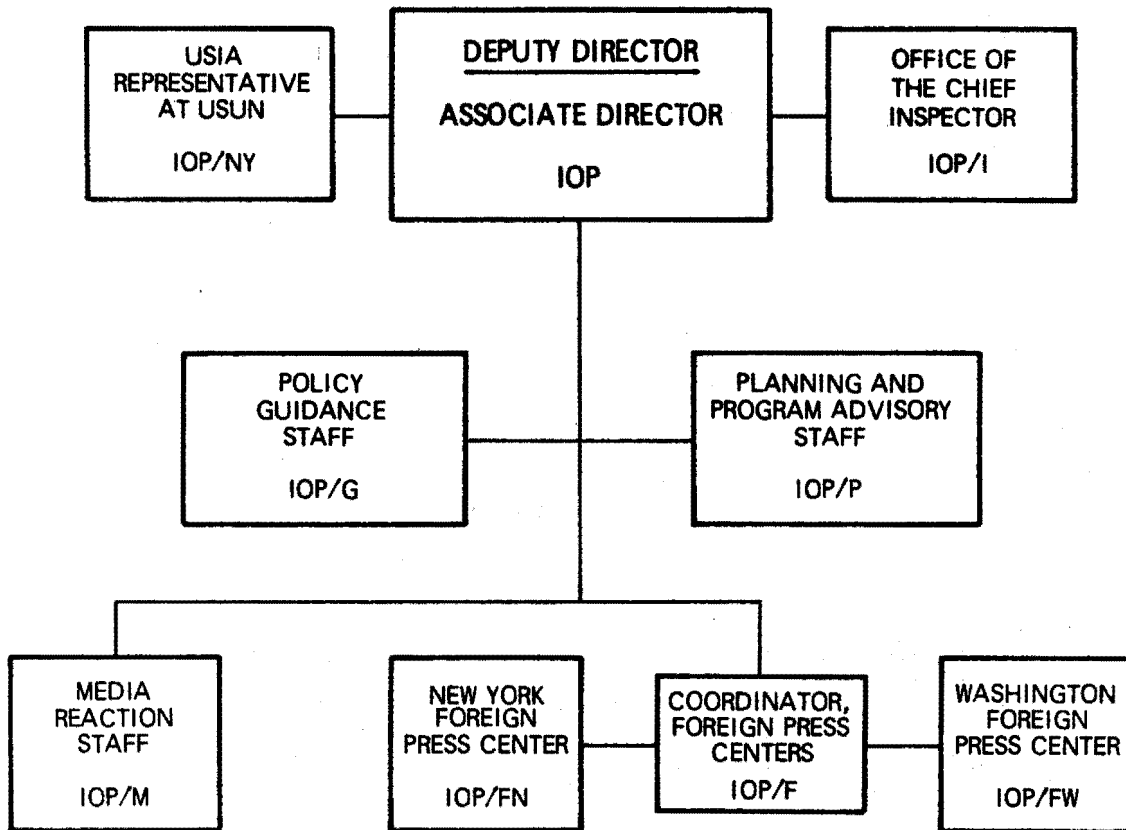 USIA
REPRESENTATIVE
AT USUN
IOP/NY
DEPUTY DIRECTOR
ASSOCIATE DIRECTOR
IOP
OFFICE OF
THE CHIEF
INSPECTOR
IOP/I
POLICY
GUIDANCE
STAFF
IOP/G
PLANNING AND
PROGRAM ADVISORY
STAFF
IOP/P
MEDIA
REACTION
STAFF
IOP/M
NEW YORK
FOREIGN
PRESS CENTER
IOP/FN
COORDINATOR,
FOREIGN PRESS
CENTERS
IOP/F
WASHINGTON
FOREIGN
PRESS CENTER
IOP/FW